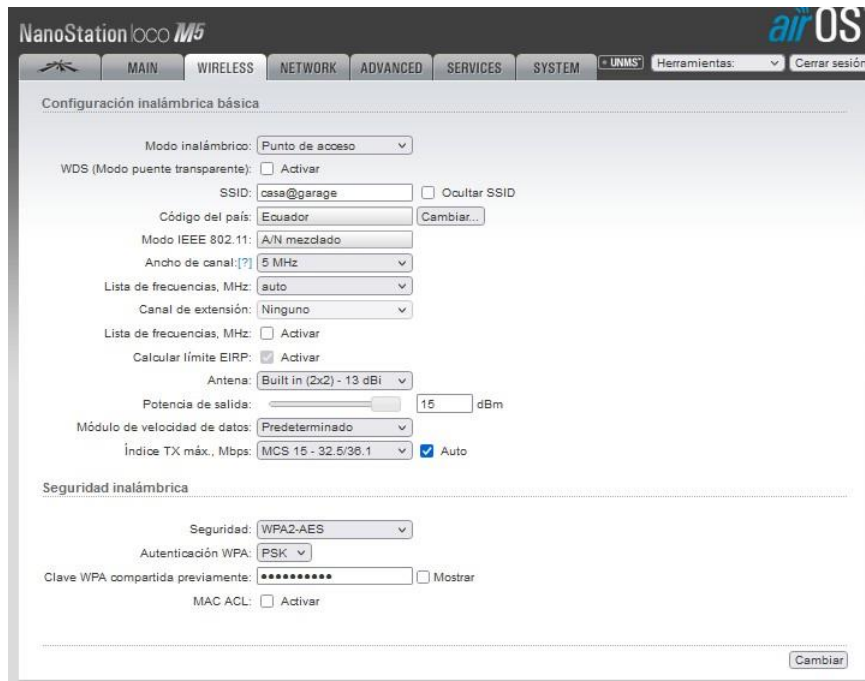 NanoStation loco M5 airOS
MAIN WIRELESS NETWORK ADVANCED SERVICES SYSTEM UNMS Herramientas: Cerrar sesión
Configuración inalámbrica básica
Modo inalámbrico: Punto de acceso
WDS (Modo puente transparente): Activar
SSID: casa@garage Ocultar SSID
Código del país: Ecuador Cambiar...
Modo IEEE 802.11: A/N mezclado
Ancho de canal:[?] 5 MHz
Lista de frecuencias, MHz: auto
Canal de extensión: Ninguno
Lista de frecuencias, MHz: Activar
Calcular límite EIRP: Activar
Antena: Built in (2x2) - 13 dBi
Potencia de salida: 15 dBm
Módulo de velocidad de datos: Predeterminado
Índice TX máx., Mbps: MCS 15 - 32.5/36.1 Auto
Seguridad inalámbrica
Seguridad: WPA2-AES
Autenticación WPA: PSK
Clave WPA compartida previamente: •••••••••• Mostrar
MAC ACL: Activar
Cambiar